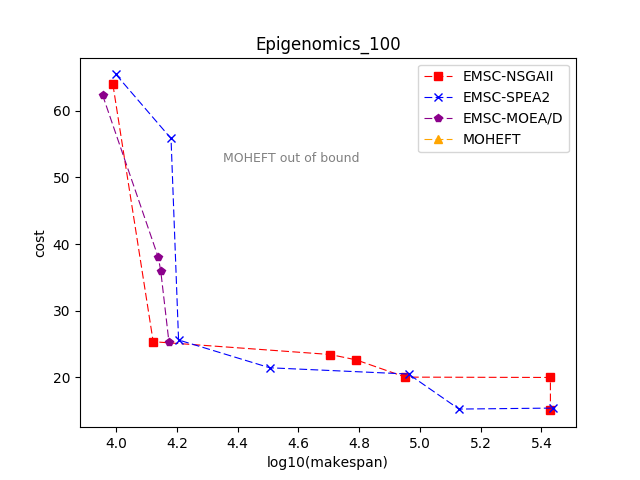 Epigenomics_100
EMSC-NSGAII
EMSC-SPEA2
EMSC-MOEA/D
MOHEFT
MOHEFT out of bound
cost
60
50
40
30
20
4.0 4.2 4.4 4.6 4.8 5.0 5.2 5.4
log10(makespan)